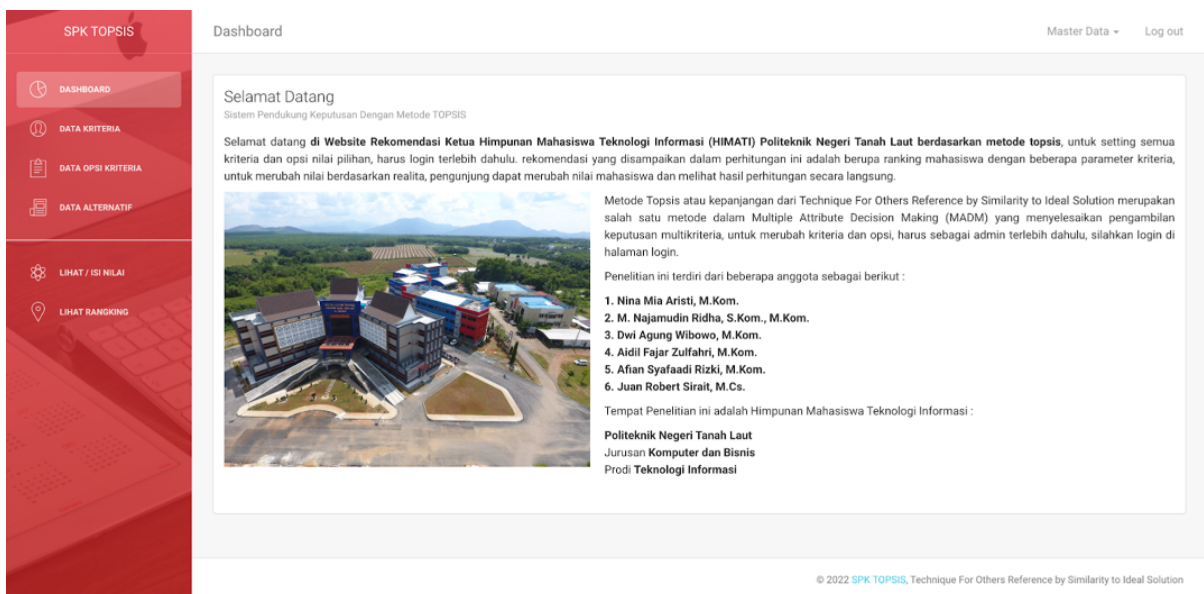 SPK TOPSIS
Dashboard
Master Data
Log out
DASHBOARD
DATA KRITERIA
DATA OPSI KRITERIA
DATA ALTERNATIF
LIHAT / ISI NILAI
LIHAT RANGKING
Selamat Datang
Sistem Pendukung Keputusan Dengan Metode TOPSIS
Selamat datang di Website Rekomendasi Ketua Himpunan Mahasiswa Teknologi Informasi (HIMATI) Politeknik Negeri Tanah Laut berdasarkan metode topsis, untuk setting semua
kriteria dan opsi nilai pilihan, harus login terlebih dahulu. rekomendasi yang disampaikan dalam perhitungan ini adalah berupa ranking mahasiswa dengan beberapa parameter kriteria,
untuk merubah nilai berdasarkan realita, pengunjung dapat merubah nilai mahasiswa dan melihat hasil perhitungan secara langsung.
Metode Topsis atau kepanjangan dari Technique For Others Reference by Similarity to Ideal Solution merupakan
salah satu metode dalam Multiple Attribute Decision Making (MADM) yang menyelesaikan pengambilan
keputusan multikriteria, untuk merubah kriteria dan opsi, harus sebagai admin terlebih dahulu, silahkan login di
halaman login.
Penelitian ini terdiri dari beberapa anggota sebagai berikut :
1. Nina Mia Aristi, M.Kom.
2. M. Najamudin Ridha, S.Kom., M.Kom.
3. Dwi Agung Wibowo, M.Kom.
4. Aidil Fajar Zulfahri, M.Kom.
5. Afian Syafaadi Rizki, M.Kom.
6. Juan Robert Sirait, M.Cs.
Tempat Penelitian ini adalah Himpunan Mahasiswa Teknologi Informasi :
Politeknik Negeri Tanah Laut
Jurusan Komputer dan Bisnis
Prodi Teknologi Informasi
© 2022 SPK TOPSIS, Technique For Others Reference by Similarity to Ideal Solution